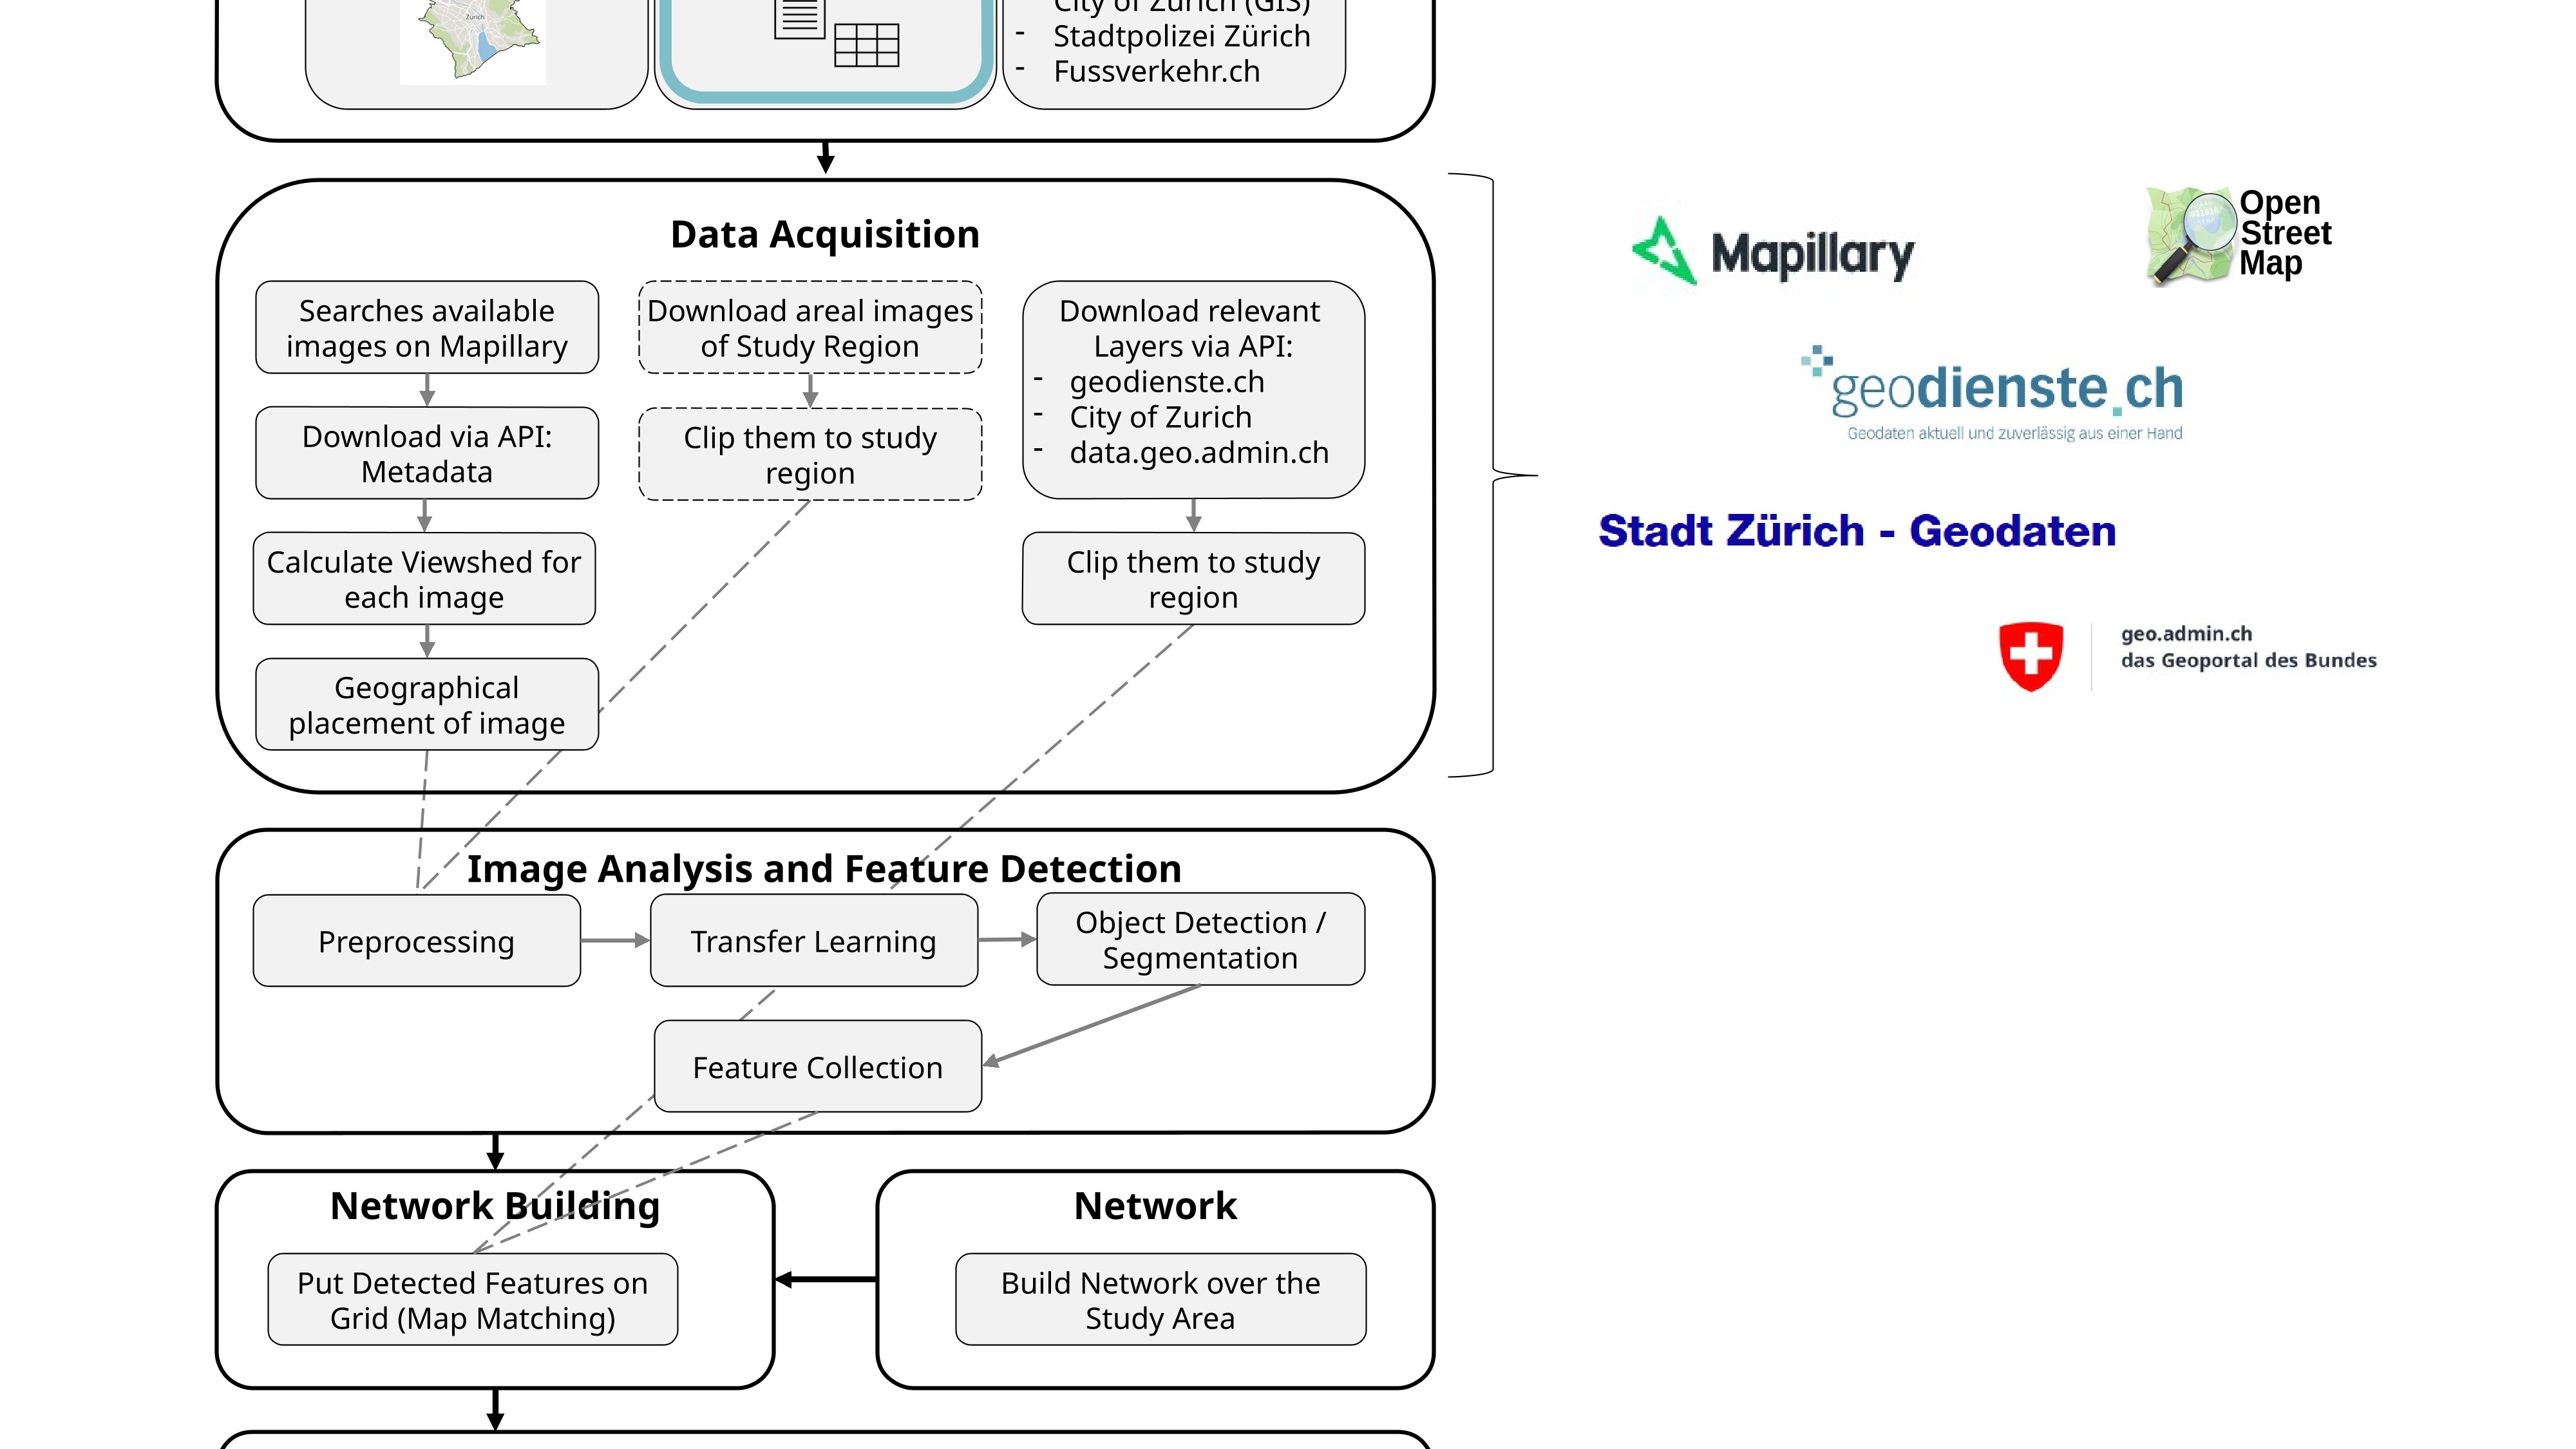 Zürich
City of Zürich (GIS)
- Stadtpolizei Zürich
- Fussverkehr.ch
Data Acquisition
Searches available
images on Mapillary
Download via API:
Metadata
Calculate Viewshed for
each image
Geographical
placement of image
Download areal images
of Study Region
Clip them to study
region
Download relevant
Layers via API:
- geodienste.ch
- City of Zurich
- data.geo.admin.ch
Clip them to study
region
Mapillary
Open
Street
Map
geodienste.ch
Geodaten aktuell und zuverlässig aus einer Hand
Stadt Zürich - Geodaten
geo.admin.ch
das Geoportal des Bundes
Image Analysis and Feature Detection
Preprocessing
Transfer Learning
Object Detection /
Segmentation
Feature Collection
Network Building
Put Detected Features on
Grid (Map Matching)
Network
Build Network over the
Study Area